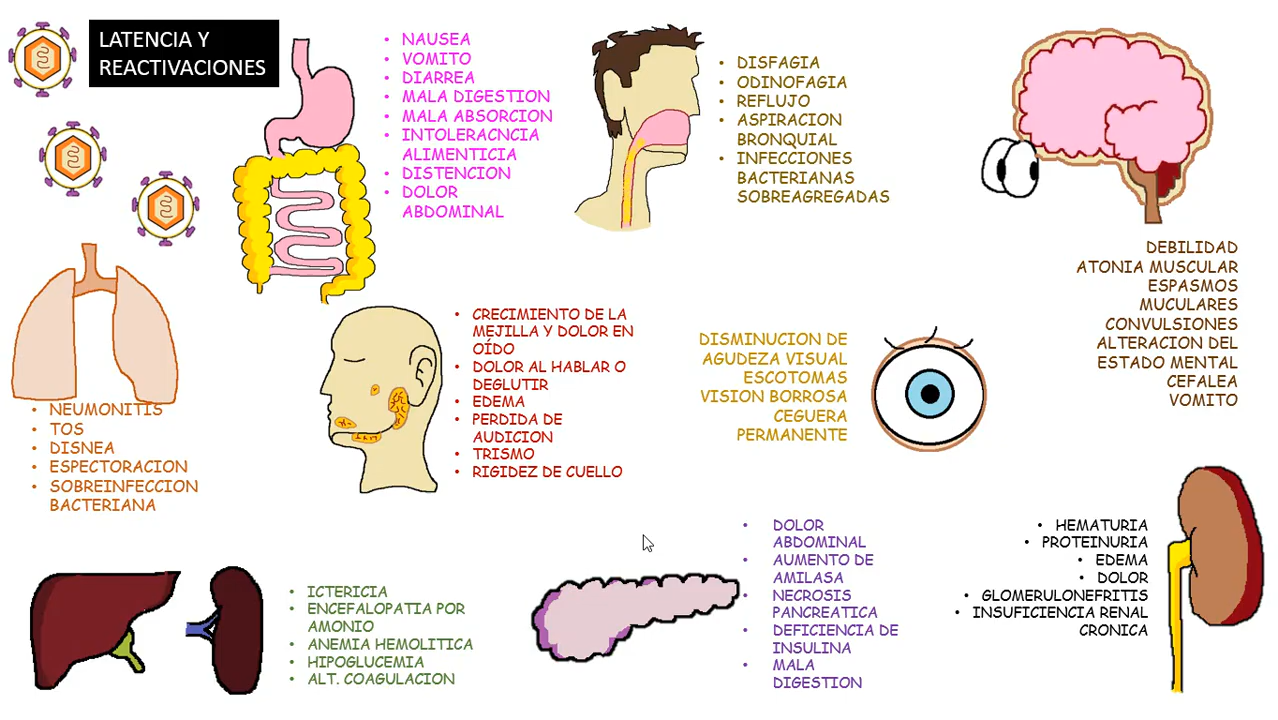 LATENCIA Y
REACTIVACIONES
• NAUSEA
• VOMITO
• DIARREA
• MALA DIGESTION
• MALA ABSORCION
• INTOLERACNCIA
ALIMENTICIA
• DISTENCION
• DOLOR
ABDOMINAL
• DISFAGIA
• ODINOFAGIA
• REFLUJO
• ASPIRACION
BRONQUIAL
• INFECCIONES
BACTERIANAS
SOBREAGREGADAS
DEBILIDAD
ATONIA MUSCULAR
ESPASMOS
MUCULARES
CONVULSIONES
ALTERACION DEL
ESTADO MENTAL
CEFALEA
VOMITO
• NEUMONITIS
• TOS
• DISNEA
• ESPECTORACION
• SOBREINFECCION
BACTERIANA
• CRECIMIENTO DE LA
MEJILLA Y DOLOR EN
OÍDO
• DOLOR AL HABLAR O
DEGLUTIR
• EDEMA
• PERDIDA DE
AUDICION
• TRISMO
• RIGIDEZ DE CUELLO
DISMINUCION DE
AGUDEZA VISUAL
ESCOTOMAS
VISION BORROSA
CEGUERA
PERMANENTE
• ICTERICIA
• ENCEFALOPATIA POR
AMONIO
• ANEMIA HEMOLITICA
• HIPOGLUCEMIA
• ALT. COAGULACION
• DOLOR
ABDOMINAL
• AUMENTO DE
AMILASA
• NECROSIS
PANCREATICA
• DEFICIENCIA DE
INSULINA
• MALA
DIGESTION
• HEMATURIA
• PROTEINURIA
• EDEMA
• DOLOR
• GLOMERULONEFRITIS
• INSUFICIENCIA RENAL
CRONICA